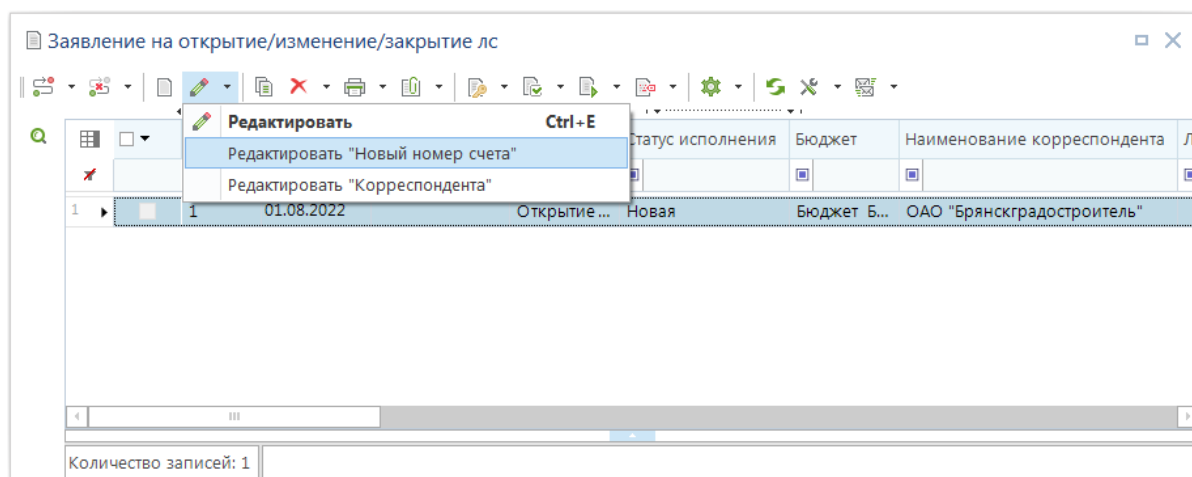 Заявление на открытие/изменение/закрытие лс
Редактировать Ctrl+E
Редактировать "Новый номер счета"
Редактировать "Корреспондента"
Статус исполнения Бюджет Наименование корреспондента
1 1 01.08.2022 Открытие ... Новая Бюджет Б... ОАО "Брянскградостроитель"
Количество записей: 1